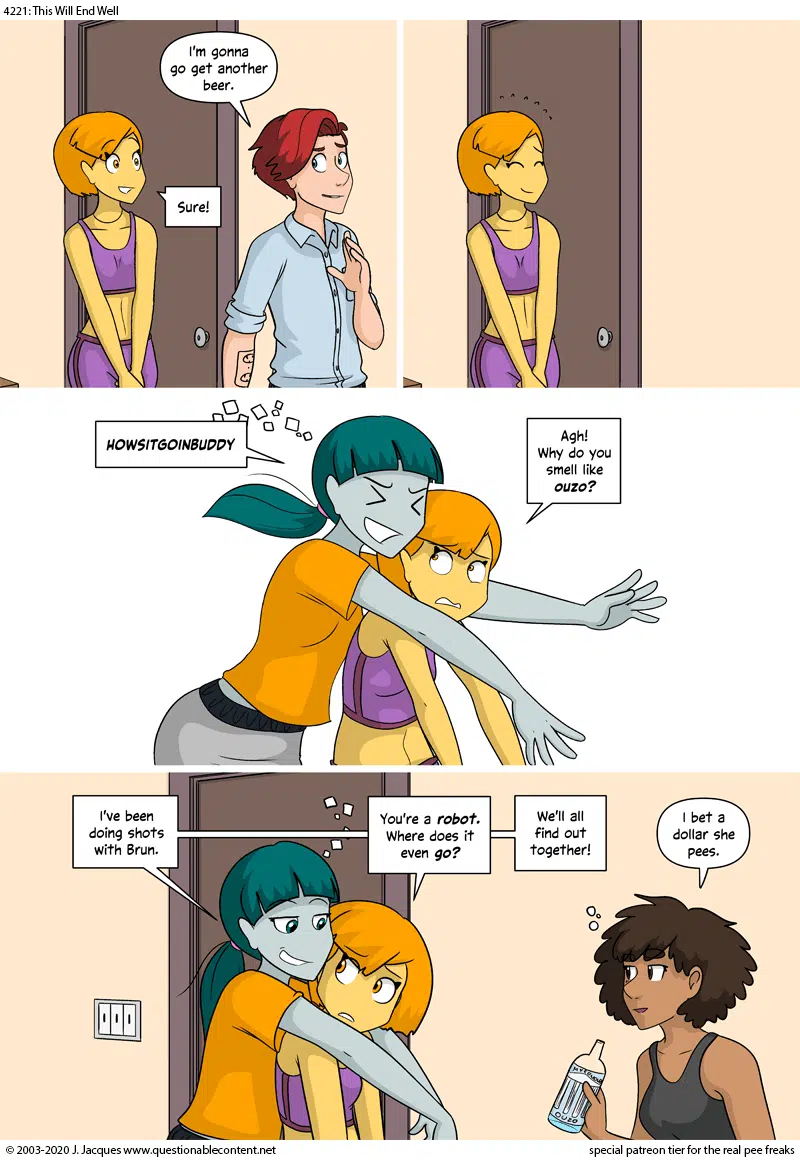 4221: This Will End Well
I'm gonna
go get another
beer.
Sure!
HOWSITGOINBUDDY
Agh!
Why do you
smell like
ouzo?
I've been
doing shots
with Brun.
You're a robot.
Where does it
even go?
We'll all
find out
together!
I bet a
dollar she
pees.
OUZO
© 2003-2020 J. Jacques www.questionablecontent.net
special patreon tier for the real pee freaks